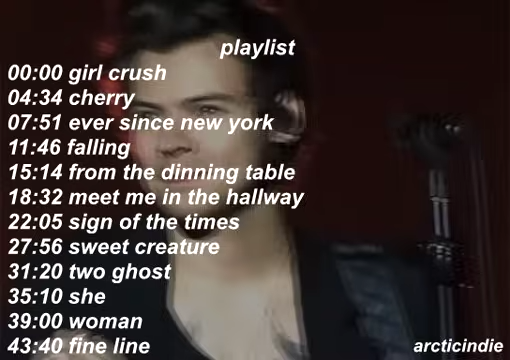 playlist
00:00 girl crush
04:34 cherry
07:51 ever since new york
11:46 falling
15:14 from the dinning table
18:32 meet me in the hallway
22:05 sign of the times
27:56 sweet creature
31:20 two ghost
35:10 she
39:00 woman
43:40 fine line
arcticindie